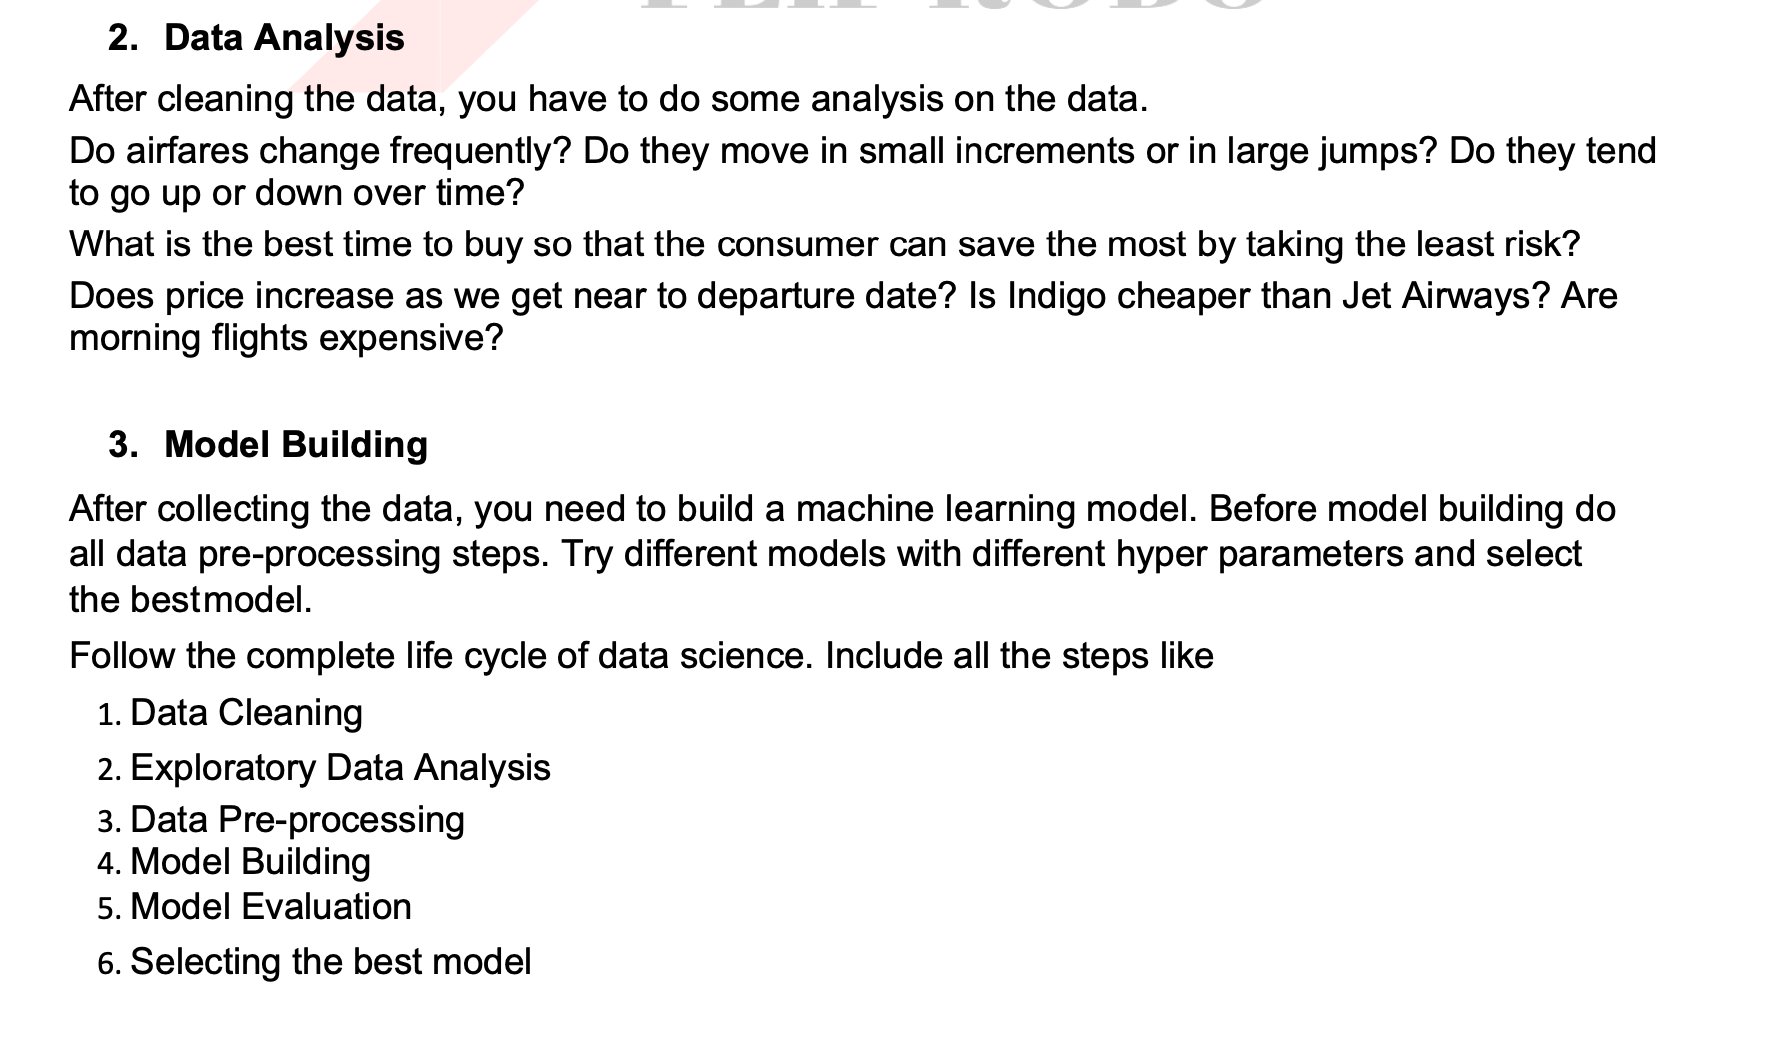 2. Data Analysis
After cleaning the data, you have to do some analysis on the data.
Do airfares change frequently? Do they move in small increments or in large jumps? Do they tend
to go up or down over time?
What is the best time to buy so that the consumer can save the most by taking the least risk?
Does price increase as we get near to departure date? Is Indigo cheaper than Jet Airways? Are
morning flights expensive?
3. Model Building
After collecting the data, you need to build a machine learning model. Before model building do
all data pre-processing steps. Try different models with different hyper parameters and select
the bestmodel.
Follow the complete life cycle of data science. Include all the steps like
1. Data Cleaning
2. Exploratory Data Analysis
3. Data Pre-processing
4. Model Building
5. Model Evaluation
6. Selecting the best model